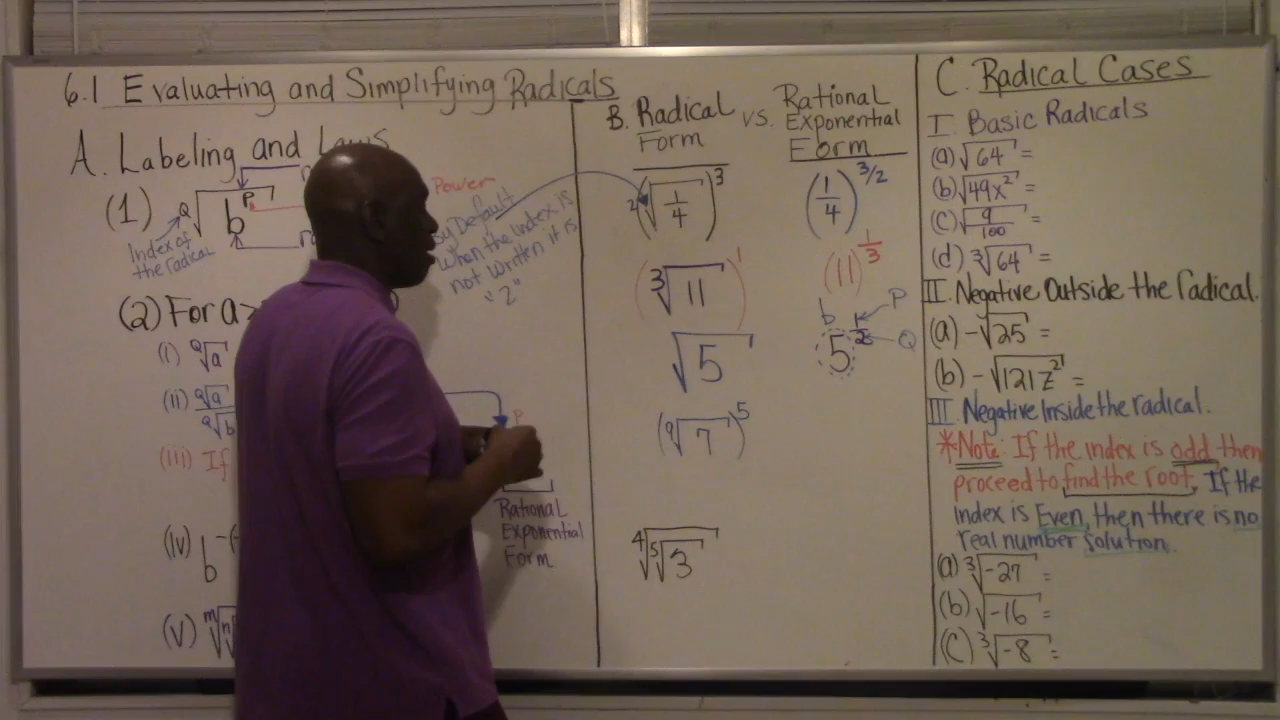 6.1 Evaluating and Simplifying Radicals
A. Labeling and Laws
(1) Q√b^P
Index of
the radical
Power
By Default
when the index is
not written it is
"2"
(2) For a>
(i) Q√a
(ii) Q√a
Q√b
(iii) If
(iv) b^-(
(v) m√n√
P
Rational
Exponential
Form
B. Radical
Form
vs.
Rational
Exponential
Form
(2√1/4)^3
(1/4)^3/2
(3√11)^1
(11)^1/3
√5
b
5^1/2
P
Q
(9√7)^5
4√5√3
C. Radical Cases
I. Basic Radicals
(a) √64 =
(b) √49x² =
(c) √9/100 =
(d) 3√64 =
II. Negative Outside the radical.
(a) -√25 =
(b) -√121z² =
III. Negative Inside the radical.
*Note: If the index is odd then
proceed to find the root. If the
index is Even, then there is no
real number solution.
(a) 3√-27 =
(b) √-16 =
(c) 3√-8 =